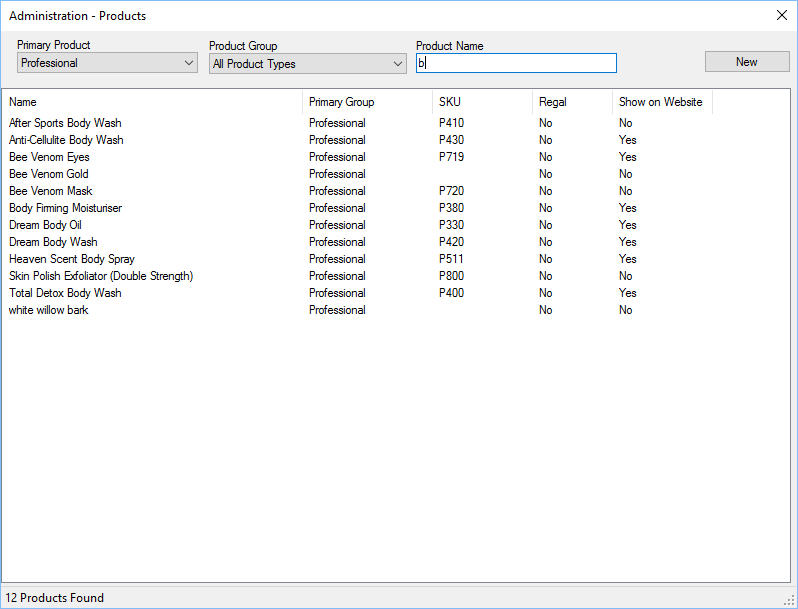 Administration - Products
Primary Product Product Group Product Name
Professional All Product Types b New
Name Primary Group SKU Regal Show on Website
After Sports Body Wash Professional P410 No No
Anti-Cellulite Body Wash Professional P430 No Yes
Bee Venom Eyes Professional P719 No Yes
Bee Venom Gold Professional No No
Bee Venom Mask Professional P720 No No
Body Firming Moisturiser Professional P380 No Yes
Dream Body Oil Professional P330 No Yes
Dream Body Wash Professional P420 No Yes
Heaven Scent Body Spray Professional P511 No Yes
Skin Polish Exfoliator (Double Strength) Professional P800 No No
Total Detox Body Wash Professional P400 No Yes
white willow bark Professional No No
12 Products Found